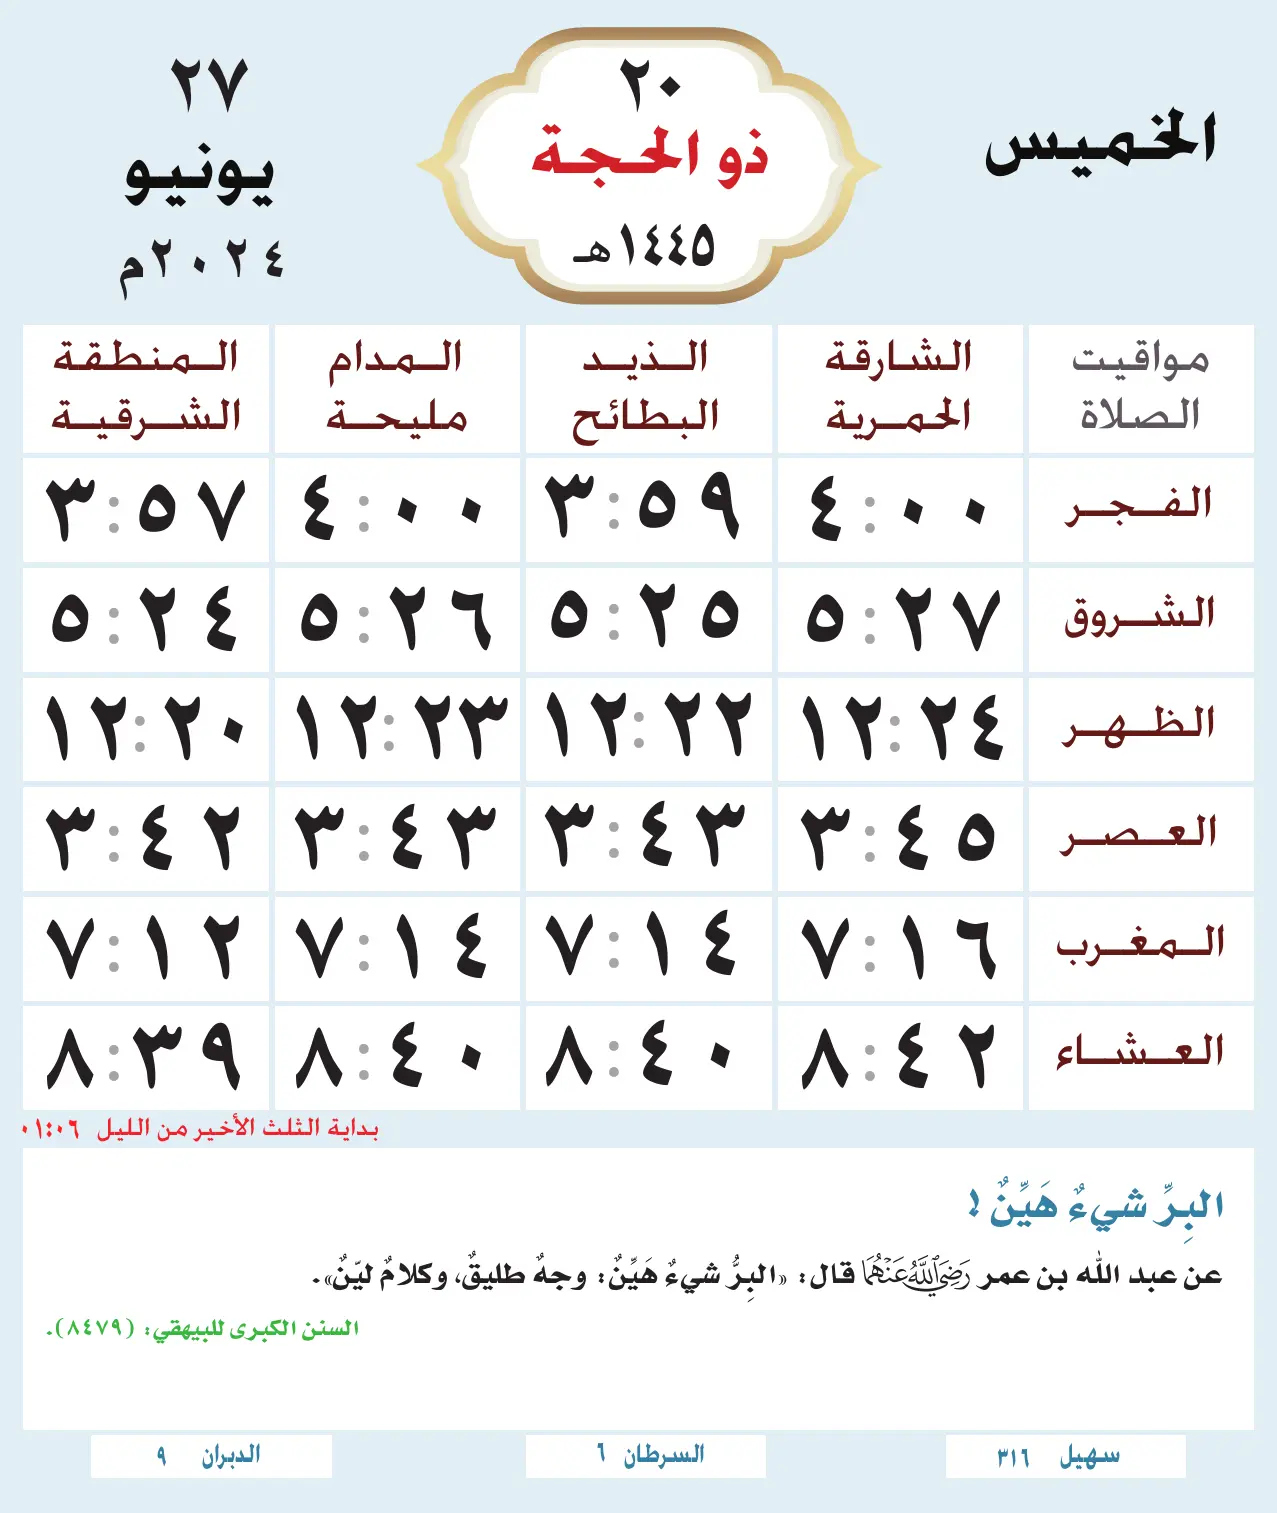 الخميس
٢٠
ذو الحجة
١٤٤٥هـ
٢٧
يونيو
٢٠٢٤م
مواقيت الصلاة
الشارقة الحمرية
الذيد البطائح
المدام مليحة
المنطقة الشرقية
الفجر ٤:٠٠ ٣:٥٩ ٤:٠٠ ٣:٥٧
الشروق ٥:٢٧ ٥:٢٥ ٥:٢٦ ٥:٢٤
الظهر ١٢:٢٤ ١٢:٢٢ ١٢:٢٣ ١٢:٢٠
العصر ٣:٤٥ ٣:٤٣ ٣:٤٣ ٣:٤٢
المغرب ٧:١٦ ٧:١٤ ٧:١٤ ٧:١٢
العشاء ٨:٤٢ ٨:٤٠ ٨:٤٠ ٨:٣٩
بداية الثلث الأخير من الليل ٠١:٠٦
البِرِّ شيءٌ هَيِّنٌ !
عن عبد الله بن عمر رَضِيَ اللَّهُ عَنْهُمَا قال: «البِرُّ شيءٌ هَيِّنٌ: وجهٌ طليقٌ، وكلامٌ ليّنٌ».
السنن الكبرى للبيهقي: (٨٤٧٩).
سهيل ٣١٦
السرطان ٦
الدبران ٩